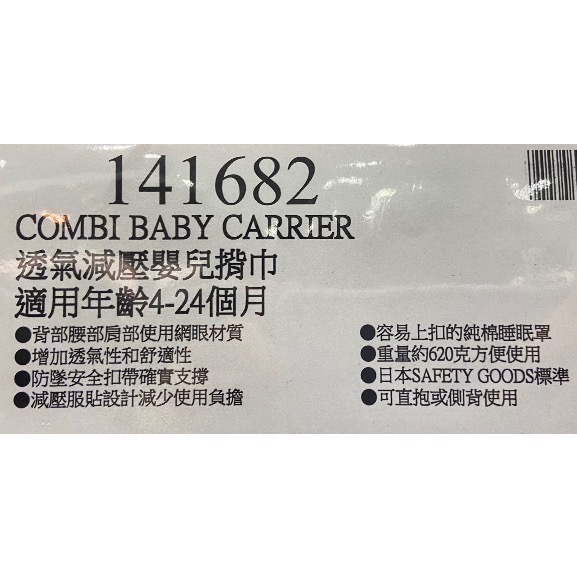 141682
COMBI BABY CARRIER
透氣減壓嬰兒揹巾
適用年齡4-24個月
●背部腰部肩部使用網眼材質
●增加透氣性和舒適性
●防墜安全扣帶確實支撐
●減壓服貼設計減少使用負擔
●容易上扣的純棉睡眠罩
●重量約620克方便使用
●日本SAFETY GOODS標準
●可直抱或側背使用